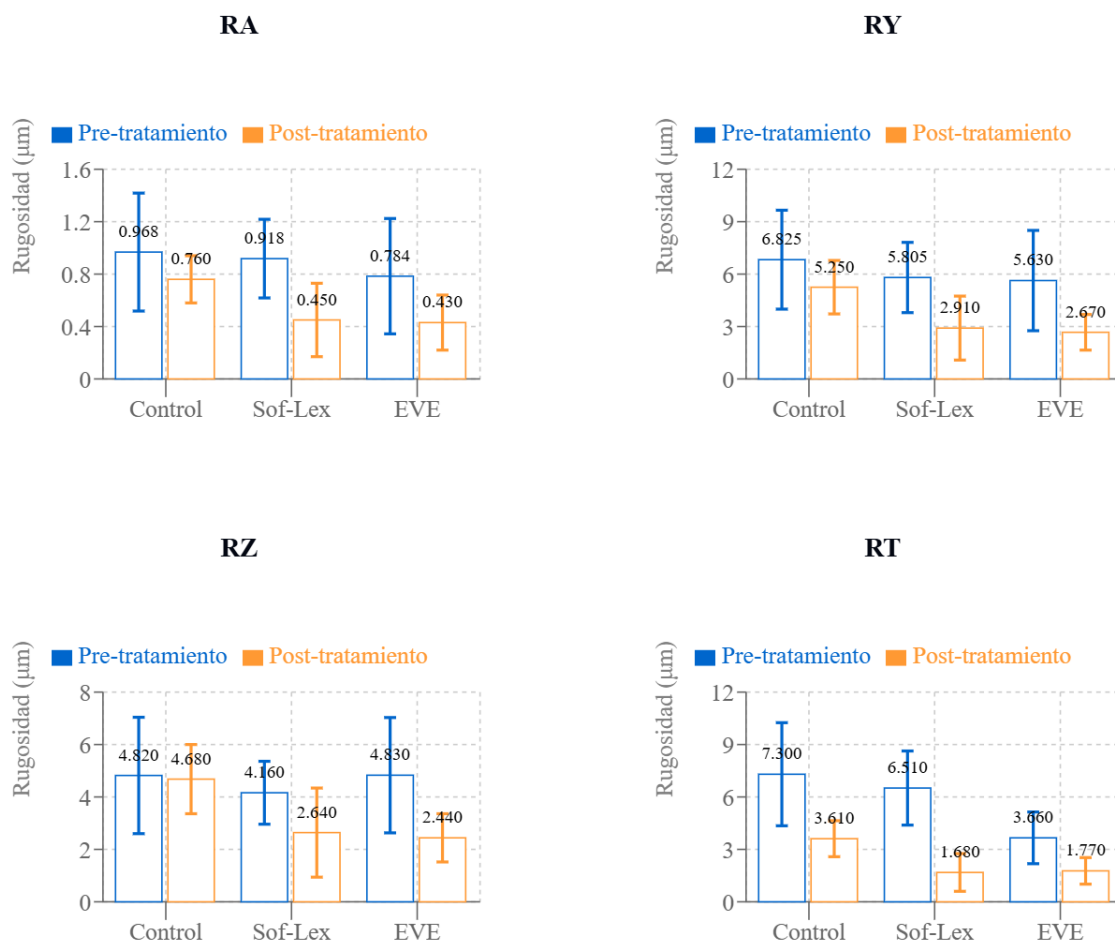 RA
Rugosidad (μm)
Pre-tratamiento Post-tratamiento
1.6
1.2
0.8
0.4
0
0.968
0.760
0.918
0.450
0.784
0.430
Control Sof-Lex EVE
RY
Rugosidad (μm)
Pre-tratamiento Post-tratamiento
12
9
6
3
0
6.825
5.250
5.805
2.910
5.630
2.670
Control Sof-Lex EVE
RZ
Rugosidad (μm)
Pre-tratamiento Post-tratamiento
8
6
4
2
0
4.820
4.680
4.160
2.640
4.830
2.440
Control Sof-Lex EVE
RT
Rugosidad (μm)
Pre-tratamiento Post-tratamiento
12
9
6
3
0
7.300
3.610
6.510
1.680
3.660
1.770
Control Sof-Lex EVE